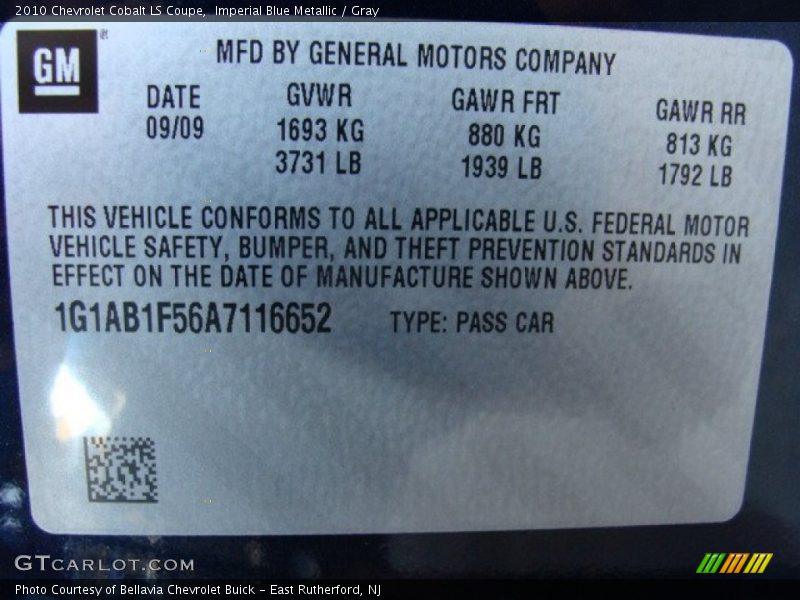 2010 Chevrolet Cobalt LS Coupe,  Imperial Blue Metallic / Gray
GM ®
MFD BY GENERAL MOTORS COMPANY
DATE GVWR GAWR FRT GAWR RR
09/09 1693 KG 880 KG 813 KG
3731 LB 1939 LB 1792 LB
THIS VEHICLE CONFORMS TO ALL APPLICABLE U.S. FEDERAL MOTOR
VEHICLE SAFETY, BUMPER, AND THEFT PREVENTION STANDARDS IN
EFFECT ON THE DATE OF MANUFACTURE SHOWN ABOVE.
1G1AB1F56A7116652 TYPE: PASS CAR
GTCARLOT.COM
Photo Courtesy of Bellavia Chevrolet Buick – East Rutherford, NJ